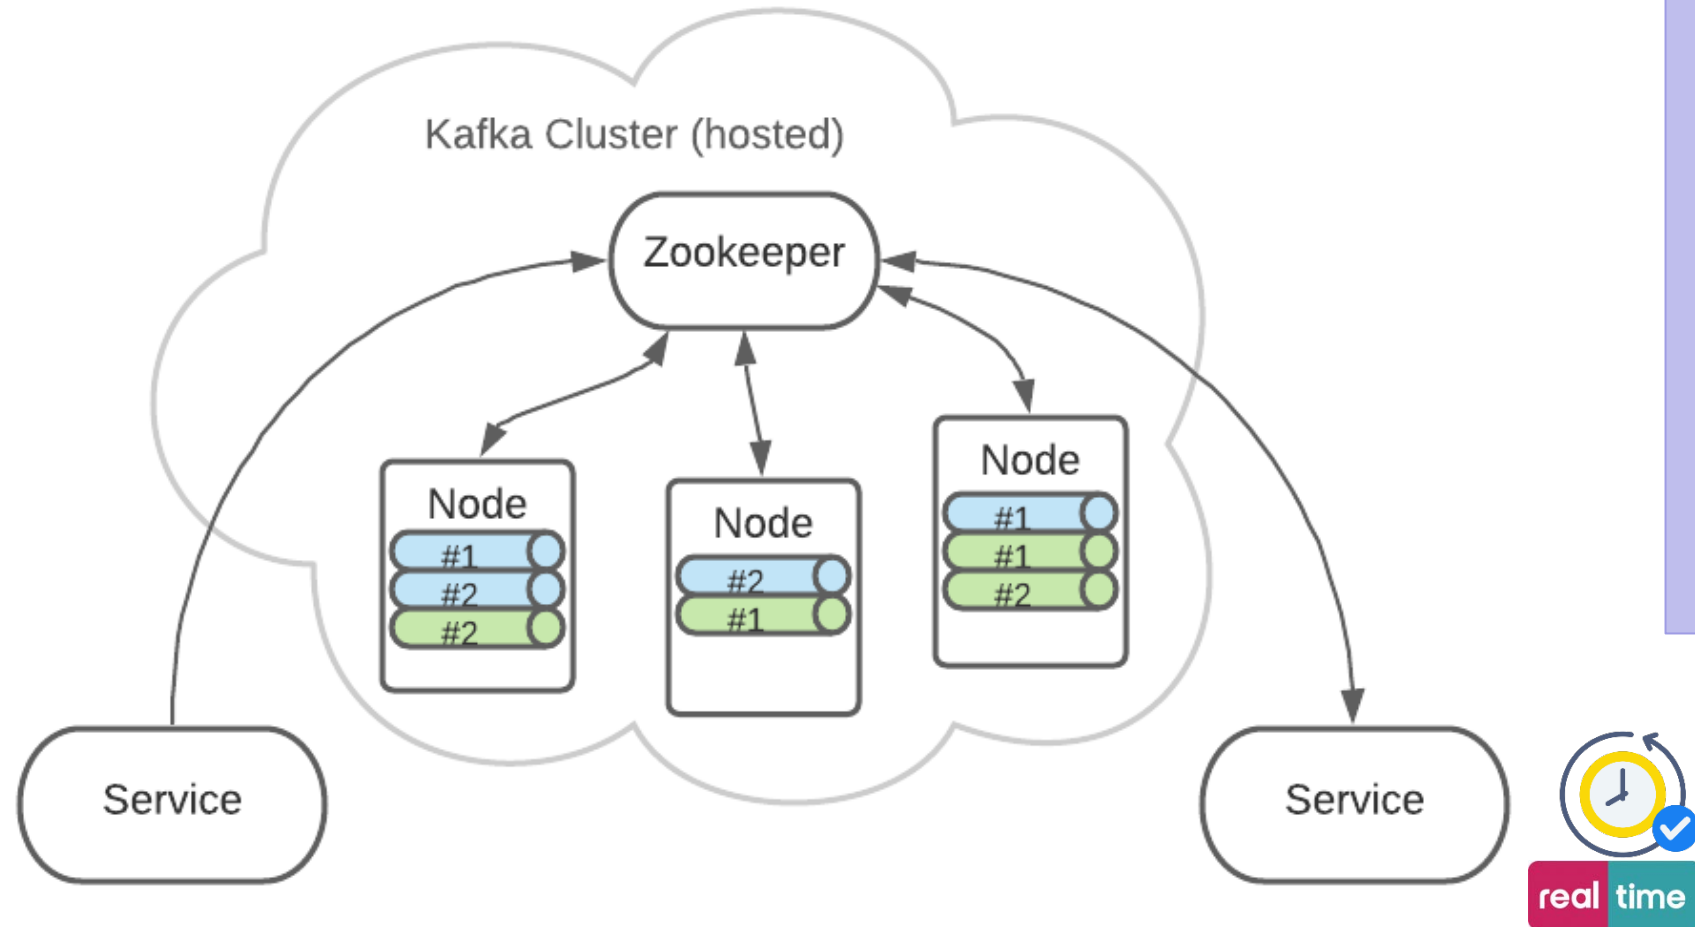 Kafka Cluster (hosted)
Zookeeper
Node
#1
#2
#2
Node
#2
#1
Node
#1
#1
#2
Service
Service
real time